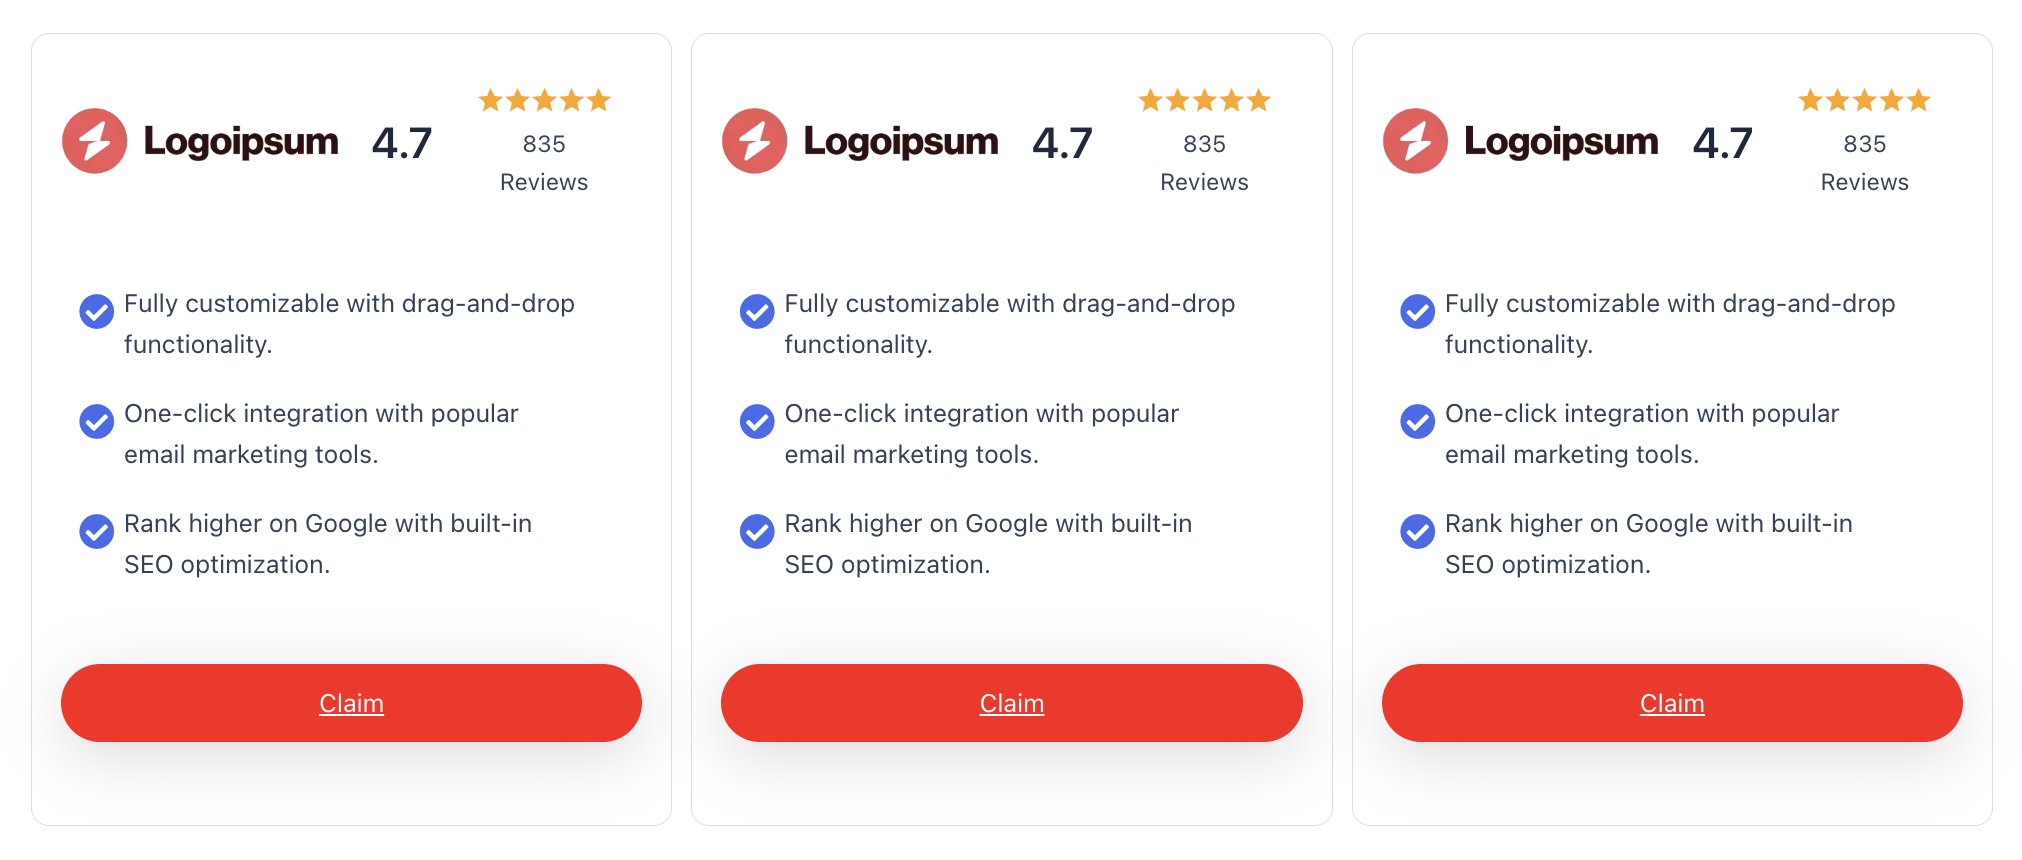 Logoipsum 4.7
835
Reviews
Fully customizable with drag-and-drop
functionality.
One-click integration with popular
email marketing tools.
Rank higher on Google with built-in
SEO optimization.
Claim
Logoipsum 4.7
835
Reviews
Fully customizable with drag-and-drop
functionality.
One-click integration with popular
email marketing tools.
Rank higher on Google with built-in
SEO optimization.
Claim
Logoipsum 4.7
835
Reviews
Fully customizable with drag-and-drop
functionality.
One-click integration with popular
email marketing tools.
Rank higher on Google with built-in
SEO optimization.
Claim